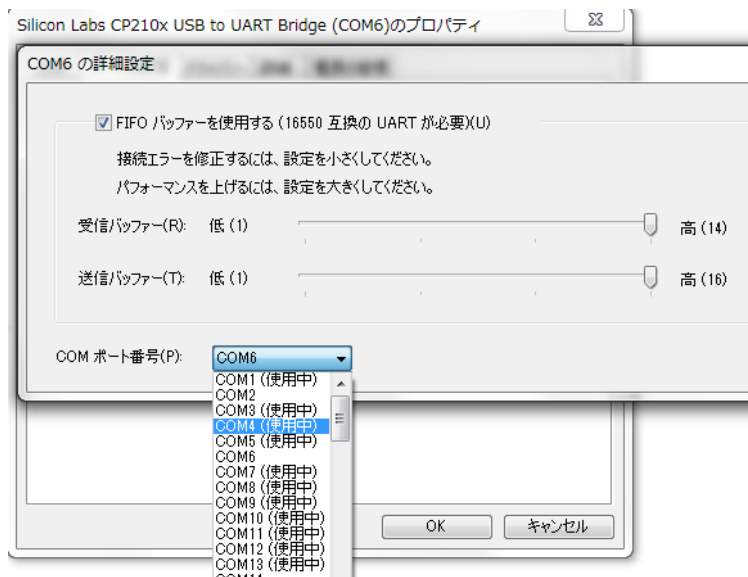 Silicon Labs CP210x USB to UART Bridge (COM6)のプロパティ
COM6 の詳細設定
FIFO バッファーを使用する (16550 互換の UART が必要)(U)
接続エラーを修正するには、設定を小さくしてください。
パフォーマンスを上げるには、設定を大きくしてください。
受信バッファー(R): 低 (1) 高 (14)
送信バッファー(T): 低 (1) 高 (16)
COM ポート番号(P): COM6
COM1 (使用中)
COM2
COM3 (使用中)
COM4 (使用中)
COM5 (使用中)
COM6
COM7 (使用中)
COM8 (使用中)
COM9 (使用中)
COM10 (使用中)
COM11 (使用中)
COM12 (使用中)
COM13 (使用中)
OK キャンセル